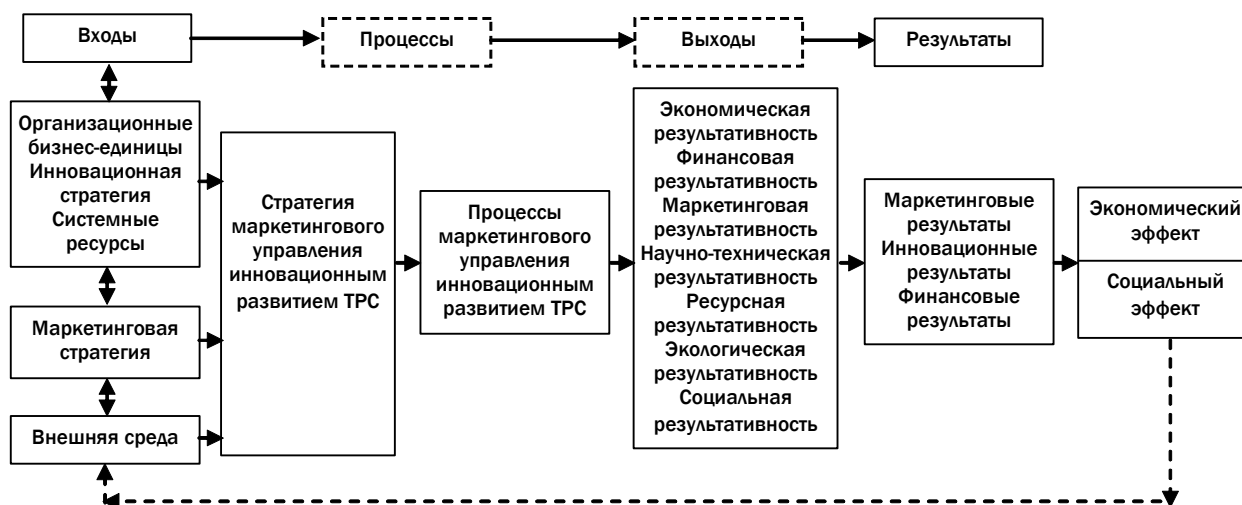 Входы
Процессы
Выходы
Результаты
Организационные
бизнес-единицы
Инновационная
стратегия
Системные
ресурсы
Маркетинговая
стратегия
Внешняя среда
Стратегия
маркетингового
управления
инновационным
развитием ТРС
Процессы
маркетингового
управления
инновационным
развитием ТРС
Экономическая
результативность
Финансовая
результативность
Маркетинговая
результативность
Научно-техническая
результативность
Ресурсная
результативность
Экологическая
результативность
Социальная
результативность
Маркетинговые
результаты
Инновационные
результаты
Финансовые
результаты
Экономический
эффект
Социальный
эффект